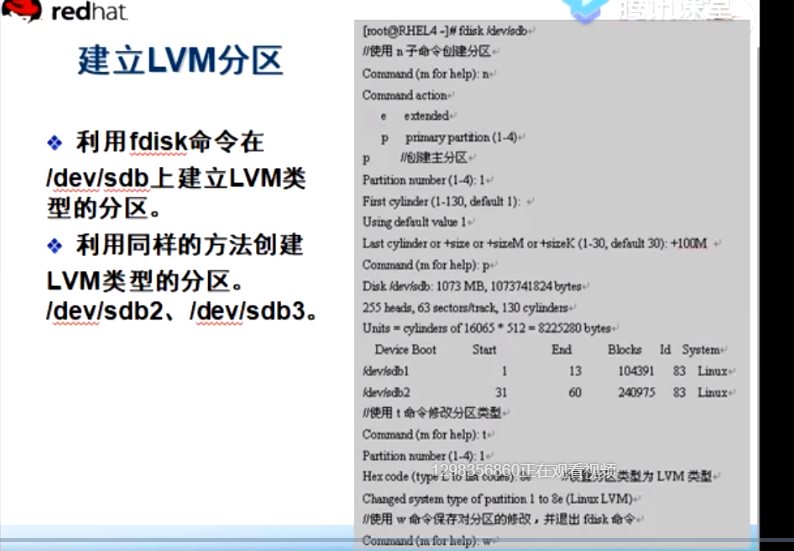 redhat.
腾讯课堂
建立LVM分区
利用fdisk命令在
/dev/sdb上建立LVM类
型的分区。
利用同样的方法创建
LVM类型的分区。
/dev/sdb2、/dev/sdb3。
[root@RHEL4 ~]# fdisk /dev/sdb
//使用 n 子命令创建分区
Command (m for help): n
Command action
e extended
p primary partition (1-4)
p //创建主分区
Partition number (1-4): 1
First cylinder (1-130, default 1):
Using default value 1
Last cylinder or +size or +sizeM or +sizeK (1-30, default 30): +100M
Command (m for help): p
Disk /dev/sdb: 1073 MB, 1073741824 bytes
255 heads, 63 sectors/track, 130 cylinders
Units = cylinders of 16065 * 512 = 8225280 bytes
Device Boot Start End Blocks Id System
/dev/sdb1 1 13 104391 83 Linux
/dev/sdb2 31 60 240975 83 Linux
//使用 t 命令修改分区类型
Command (m for help): t
Partition number (1-4): 1
1298356860正在观看视频
Hex code (type L to list codes): 8e //设置分区类型为 LVM 类型
Changed system type of partition 1 to 8e (Linux LVM)
//使用 w 命令保存对分区的修改，并退出 fdisk 命令
Command (m for help): w